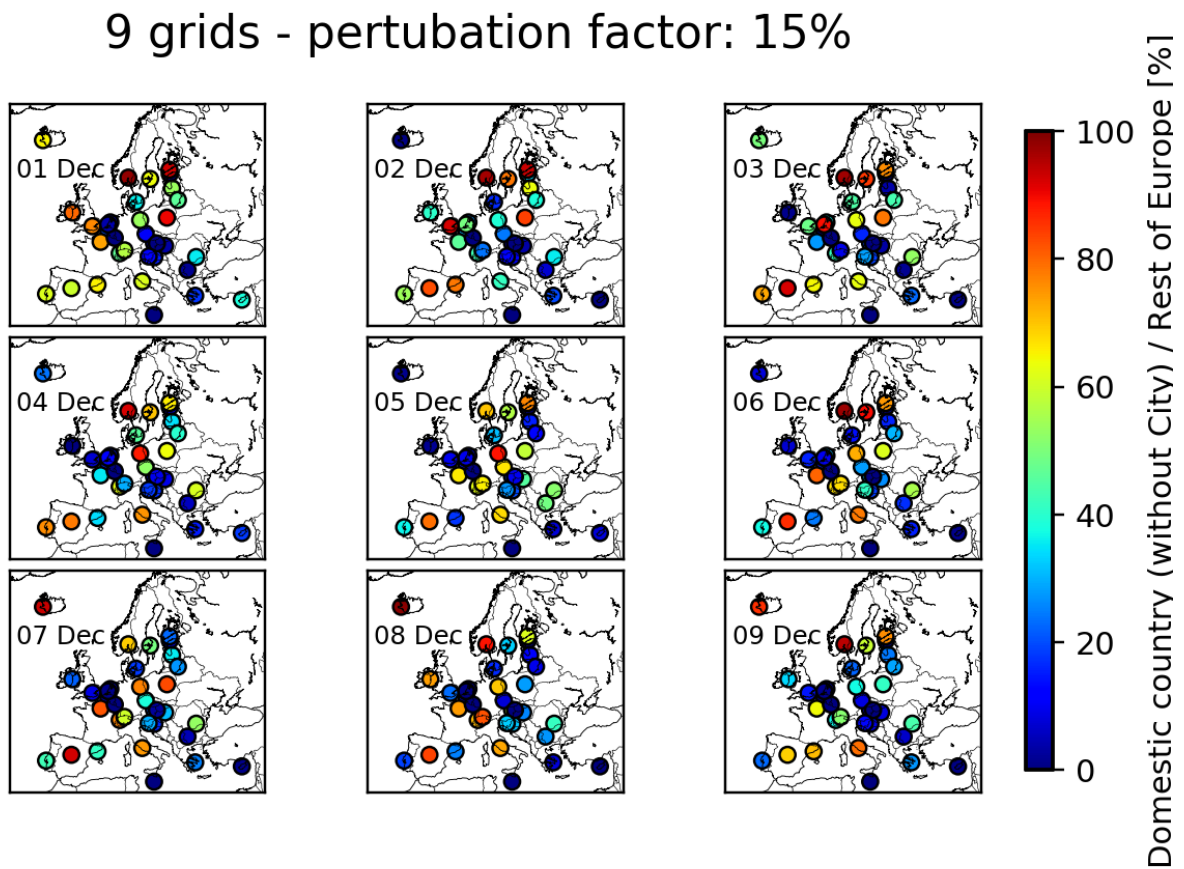 9 grids - pertubation factor: 15%
01 Dec
02 Dec
03 Dec
04 Dec
05 Dec
06 Dec
07 Dec
08 Dec
09 Dec
100
80
60
40
20
0
Domestic country (without City) / Rest of Europe [%]